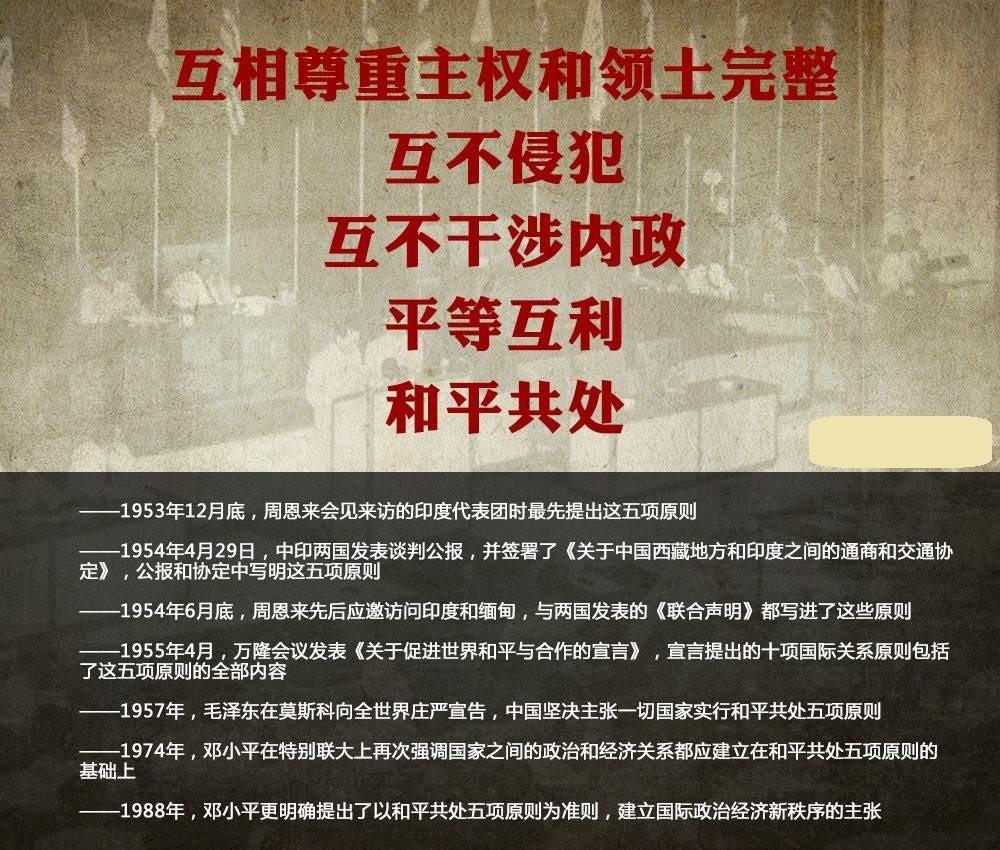 互相尊重主权和领土完整
互不侵犯
互不干涉内政
平等互利
和平共处
——1953年12月底，周恩来会见来访的印度代表团时最先提出这五项原则
——1954年4月29日，中印两国发表谈判公报，并签署了《关于中国西藏地方和印度之间的通商和交通协
定》，公报和协定中写明这五项原则
——1954年6月底，周恩来先后应邀访问印度和缅甸，与两国发表的《联合声明》都写进了这些原则
——1955年4月，万隆会议发表《关于促进世界和平与合作的宣言》，宣言提出的十项国际关系原则包括
了这五项原则的全部内容
——1957年，毛泽东在莫斯科向全世界庄严宣告，中国坚决主张一切国家实行和平共处五项原则
——1974年，邓小平在特别联大上再次强调国家之间的政治和经济关系都应建立在和平共处五项原则的
基础上
——1988年，邓小平更明确提出了以和平共处五项原则为准则，建立国际政治经济新秩序的主张